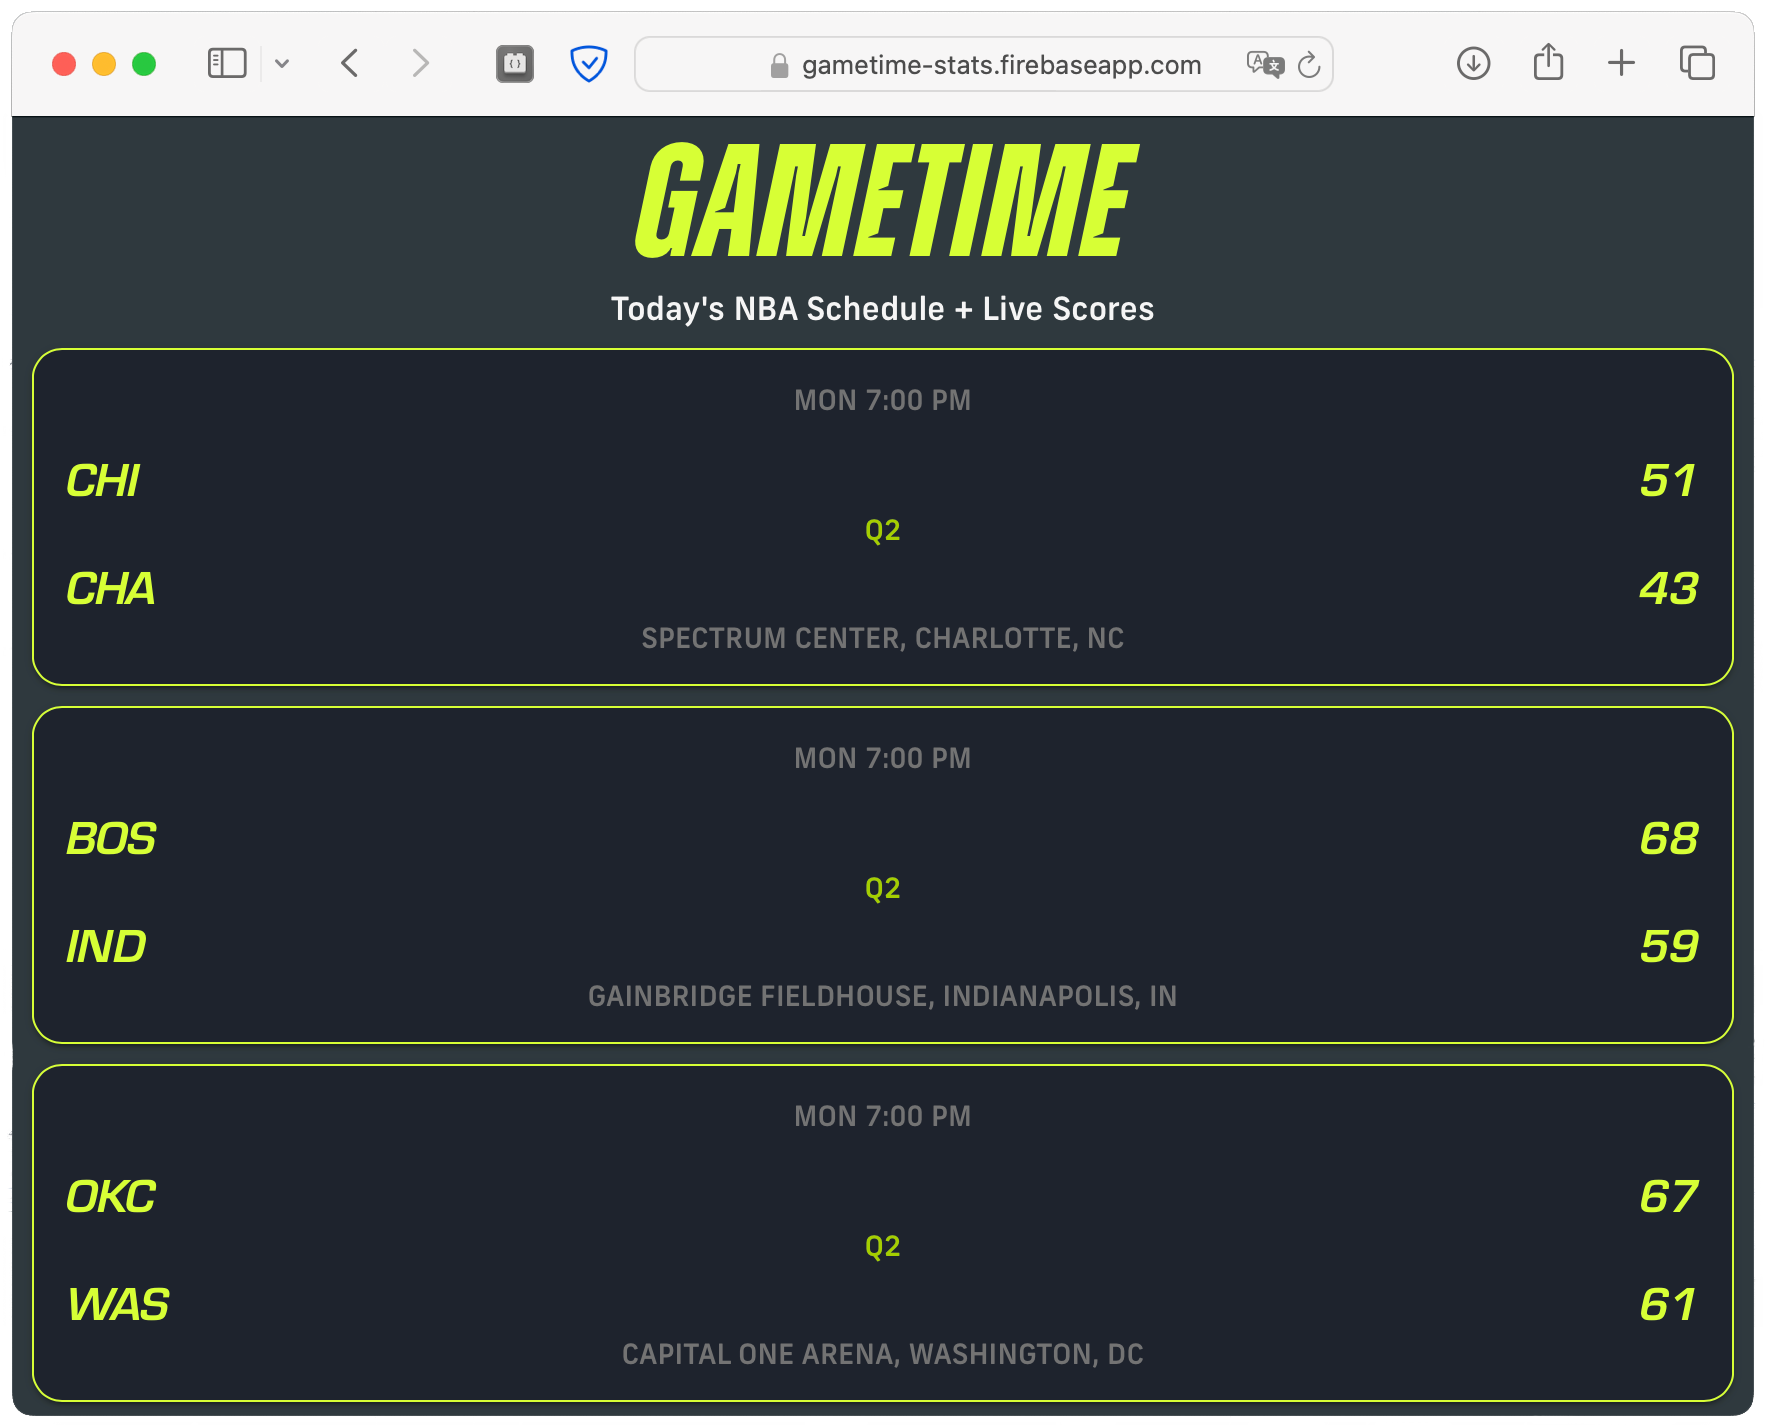 gametime-stats.firebaseapp.com
GAMETIME
Today's NBA Schedule + Live Scores
MON 7:00 PM
CHI 51
Q2
CHA 43
SPECTRUM CENTER, CHARLOTTE, NC
MON 7:00 PM
BOS 68
Q2
IND 59
GAINBRIDGE FIELDHOUSE, INDIANAPOLIS, IN
MON 7:00 PM
OKC 67
Q2
WAS 61
CAPITAL ONE ARENA, WASHINGTON, DC